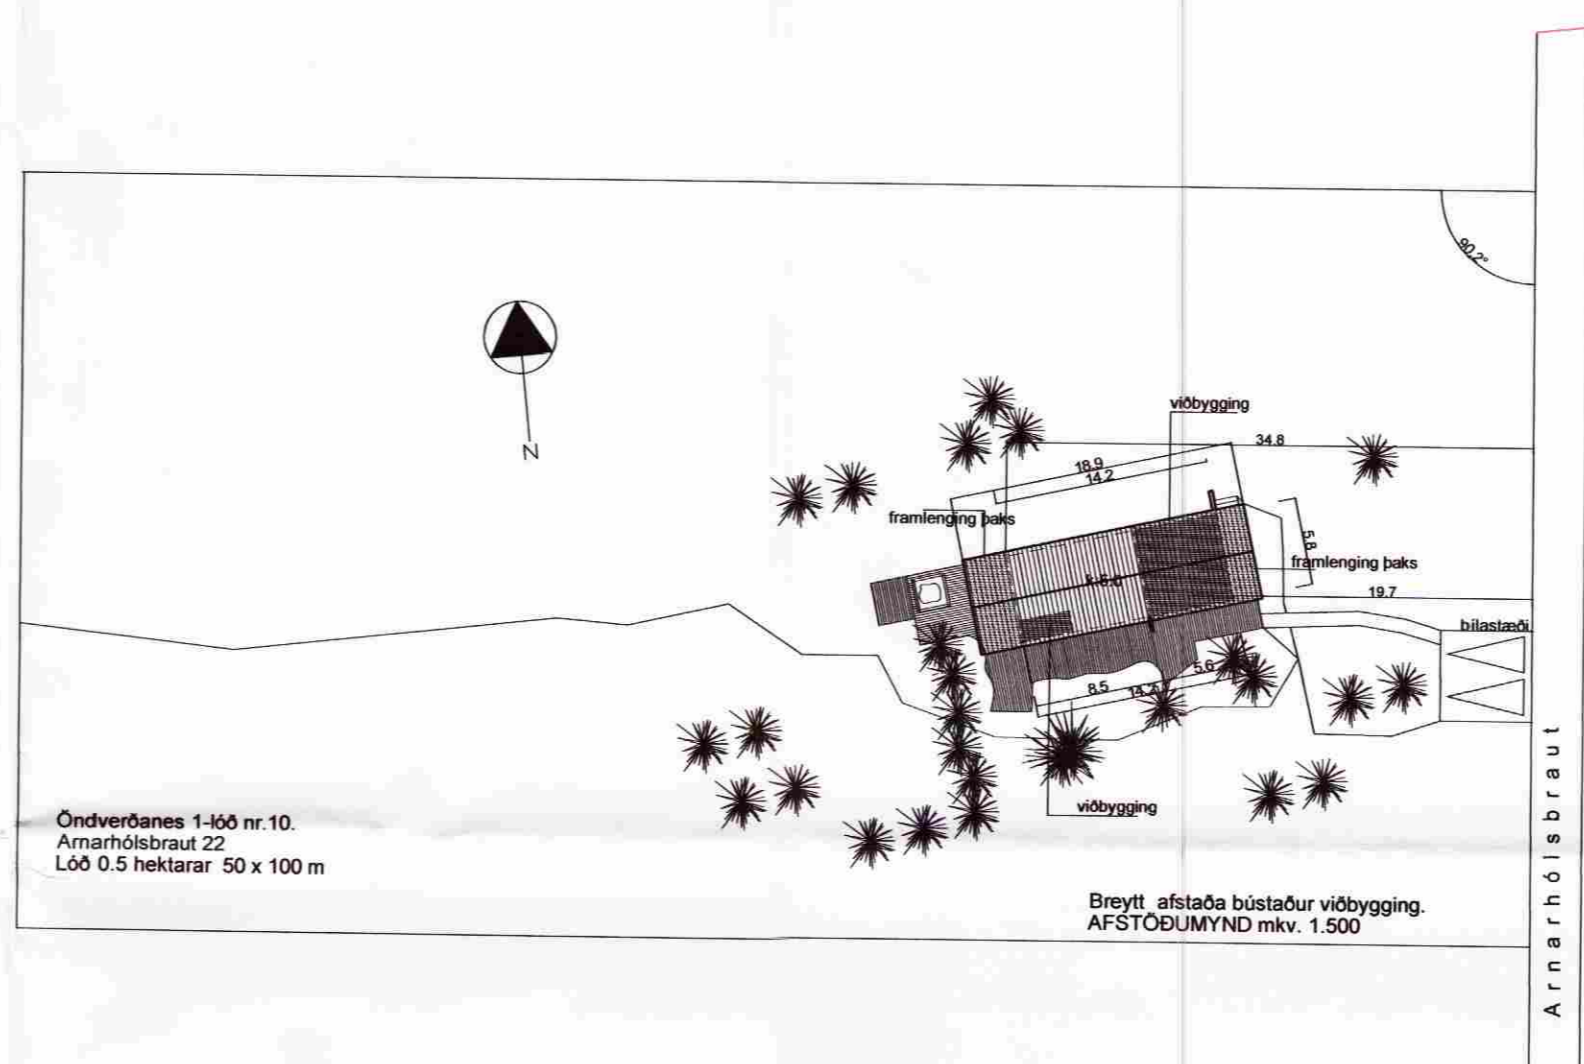 90.2°
N
viðbygging
34.8
18.9
14.2
framlenging þaks
5.8
framlenging þaks
19.7
bílastæði
5.6
8.5
14.2
viðbygging
Öndverðanes 1-lóð nr.10.
Arnarhólsbraut 22
Lóð 0.5 hektarar 50 x 100 m
Breytt afstaða bústaður viðbygging.
AFSTÖÐUMYND mkv. 1.500
Arnarhólsbraut